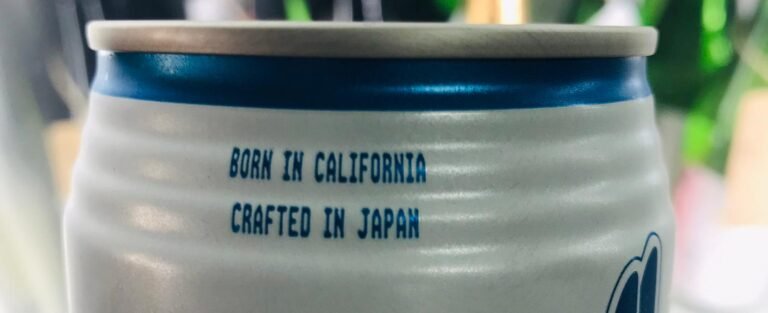 BORN IN CALIFORNIA
CRAFTED IN JAPAN